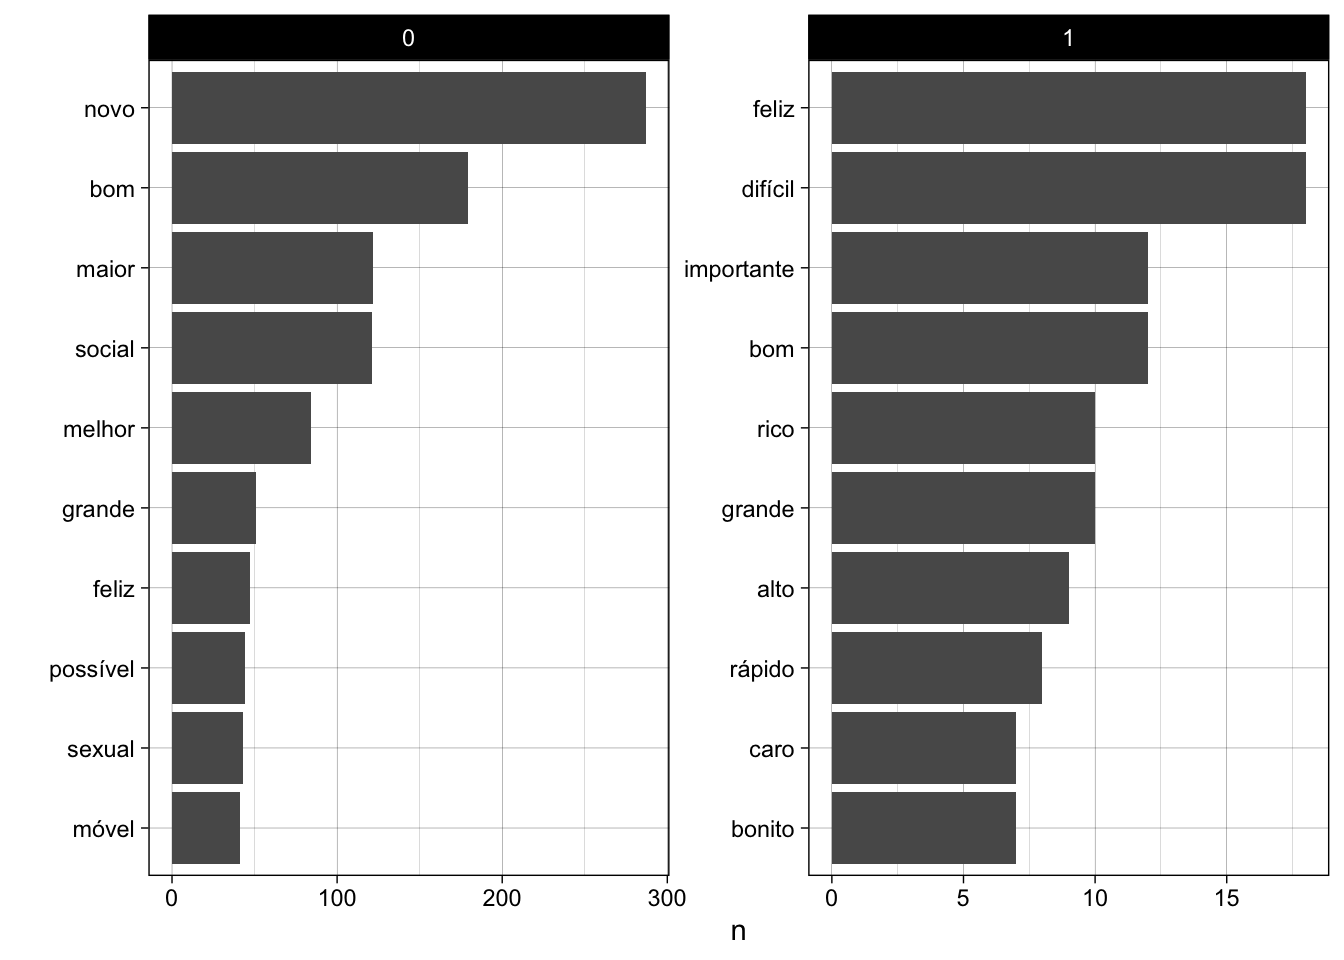 0
novo
bom
maior
social
melhor
grande
feliz
possível
sexual
móvel
0 100 200 300
1
feliz
difícil
importante
bom
rico
grande
alto
rápido
caro
bonito
0 5 10 15
n